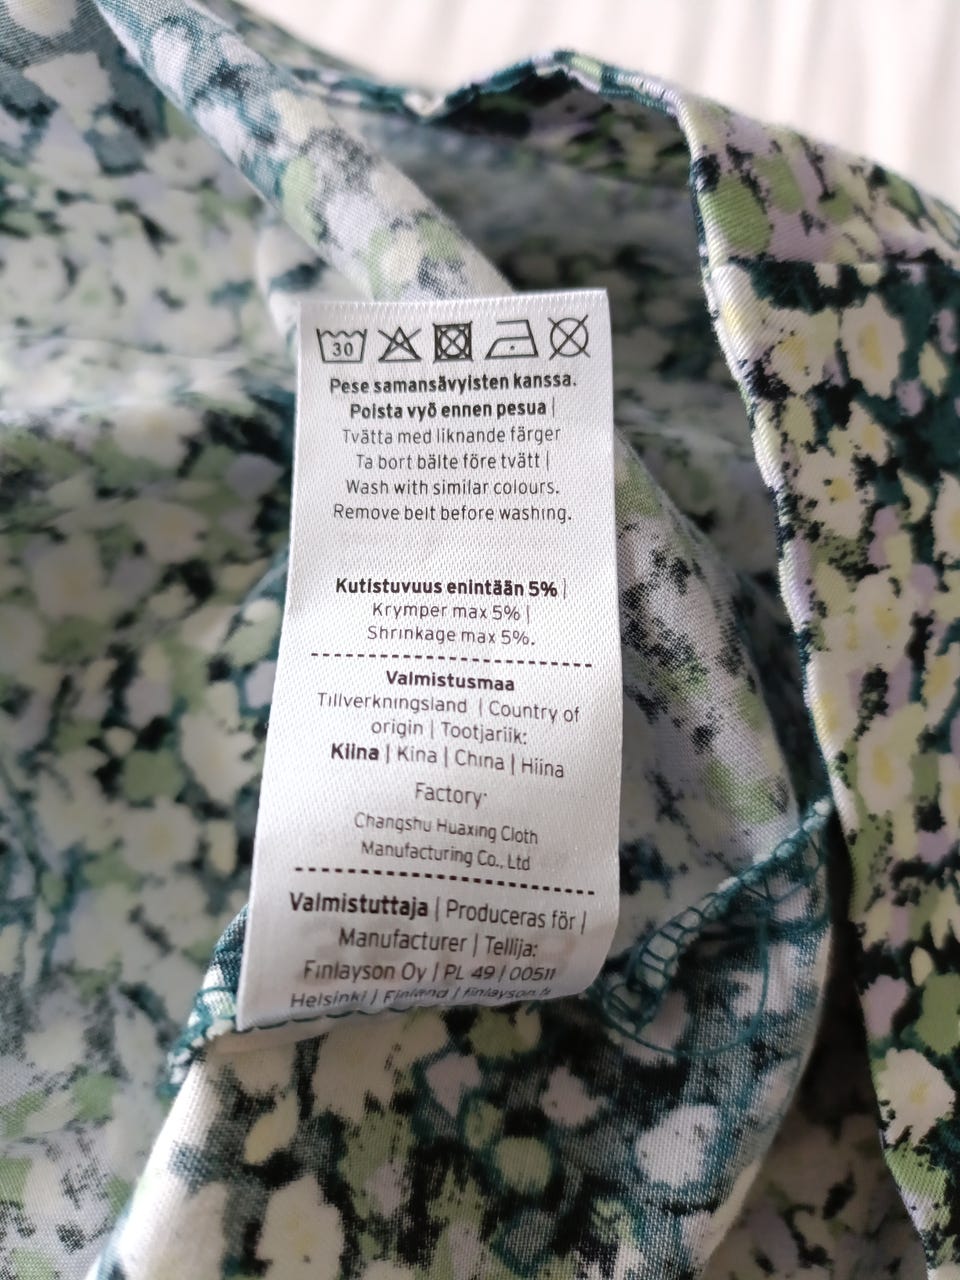 30
Pese samansävyisten kanssa.
Poista vyö ennen pesua |
Tvätta med liknande färger
Ta bort bälte före tvätt |
Wash with similar colours.
Remove belt before washing.
Kutistuvuus enintään 5% |
Krymper max 5% |
Shrinkage max 5%.
Valmistusmaa
Tillverkningsland | Country of
origin | Tootjariik:
Kiina | Kina | China | Hiina
Factory:
Changshu Huaxing Cloth
Manufacturing Co., Ltd
Valmistuttaja | Produceras för |
Manufacturer | Tellija:
Finlayson Oy | PL 49 | 00511
Helsinki | Finland | finlayson.fi